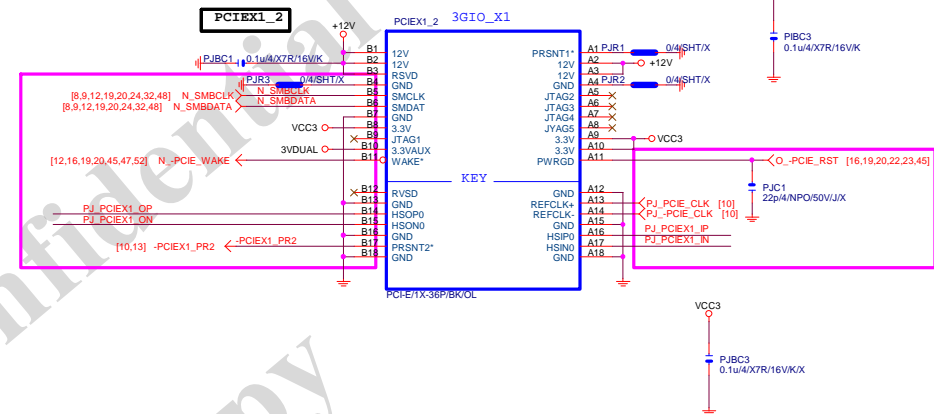 PCIEX1_2
+12V
PCIEX1_2
3GIO_X1
PJBC1
0.1u/4/X7R/16V/K
B1
12V
B2
12V
B3
RSVD
PJR3
0/4/SHT/X
B4
GND
[8,9,12,19,20,24,32,48] N_SMBCLK
N_SMBCLK
B5
SMCLK
[8,9,12,19,20,24,32,48] N_SMBDATA
N_SMBDATA
B6
SMDAT
B7
GND
VCC3
B8
3.3V
B9
JTAG1
3VDUAL
B10
3.3VAUX
[12,16,19,20,45,47,52] N_-PCIE_WAKE
B11
WAKE*
KEY
B12
RVSD
B13
GND
PJ_PCIEX1_OP
B14
HSOP0
PJ_PCIEX1_ON
B15
HSON0
B16
GND
[10,13] -PCIEX1_PR2
-PCIEX1_PR2
B17
PRSNT2*
B18
GND
PRSNT1*
A1
PJR1
0/4/SHT/X
12V
A2
+12V
12V
A3
GND
A4
PJR2
0/4/SHT/X
JTAG2
A5
JTAG3
A6
JTAG4
A7
JYAG5
A8
3.3V
A9
VCC3
3.3V
A10
PWRGD
A11
O_-PCIE_RST [16,19,20,22,23,45]
PJC1
22p/4/NPO/50V/J/X
GND
A12
REFCLK+
A13
PJ_PCIE_CLK [10]
REFCLK-
A14
PJ_-PCIE_CLK [10]
GND
A15
HSIP0
A16
PJ_PCIEX1_IP
HSIN0
A17
PJ_PCIEX1_IN
GND
A18
PCI-E/1X-36P/BK/OL
PIBC3
0.1u/4/X7R/16V/K
VCC3
PJBC3
0.1u/4/X7R/16V/K/X